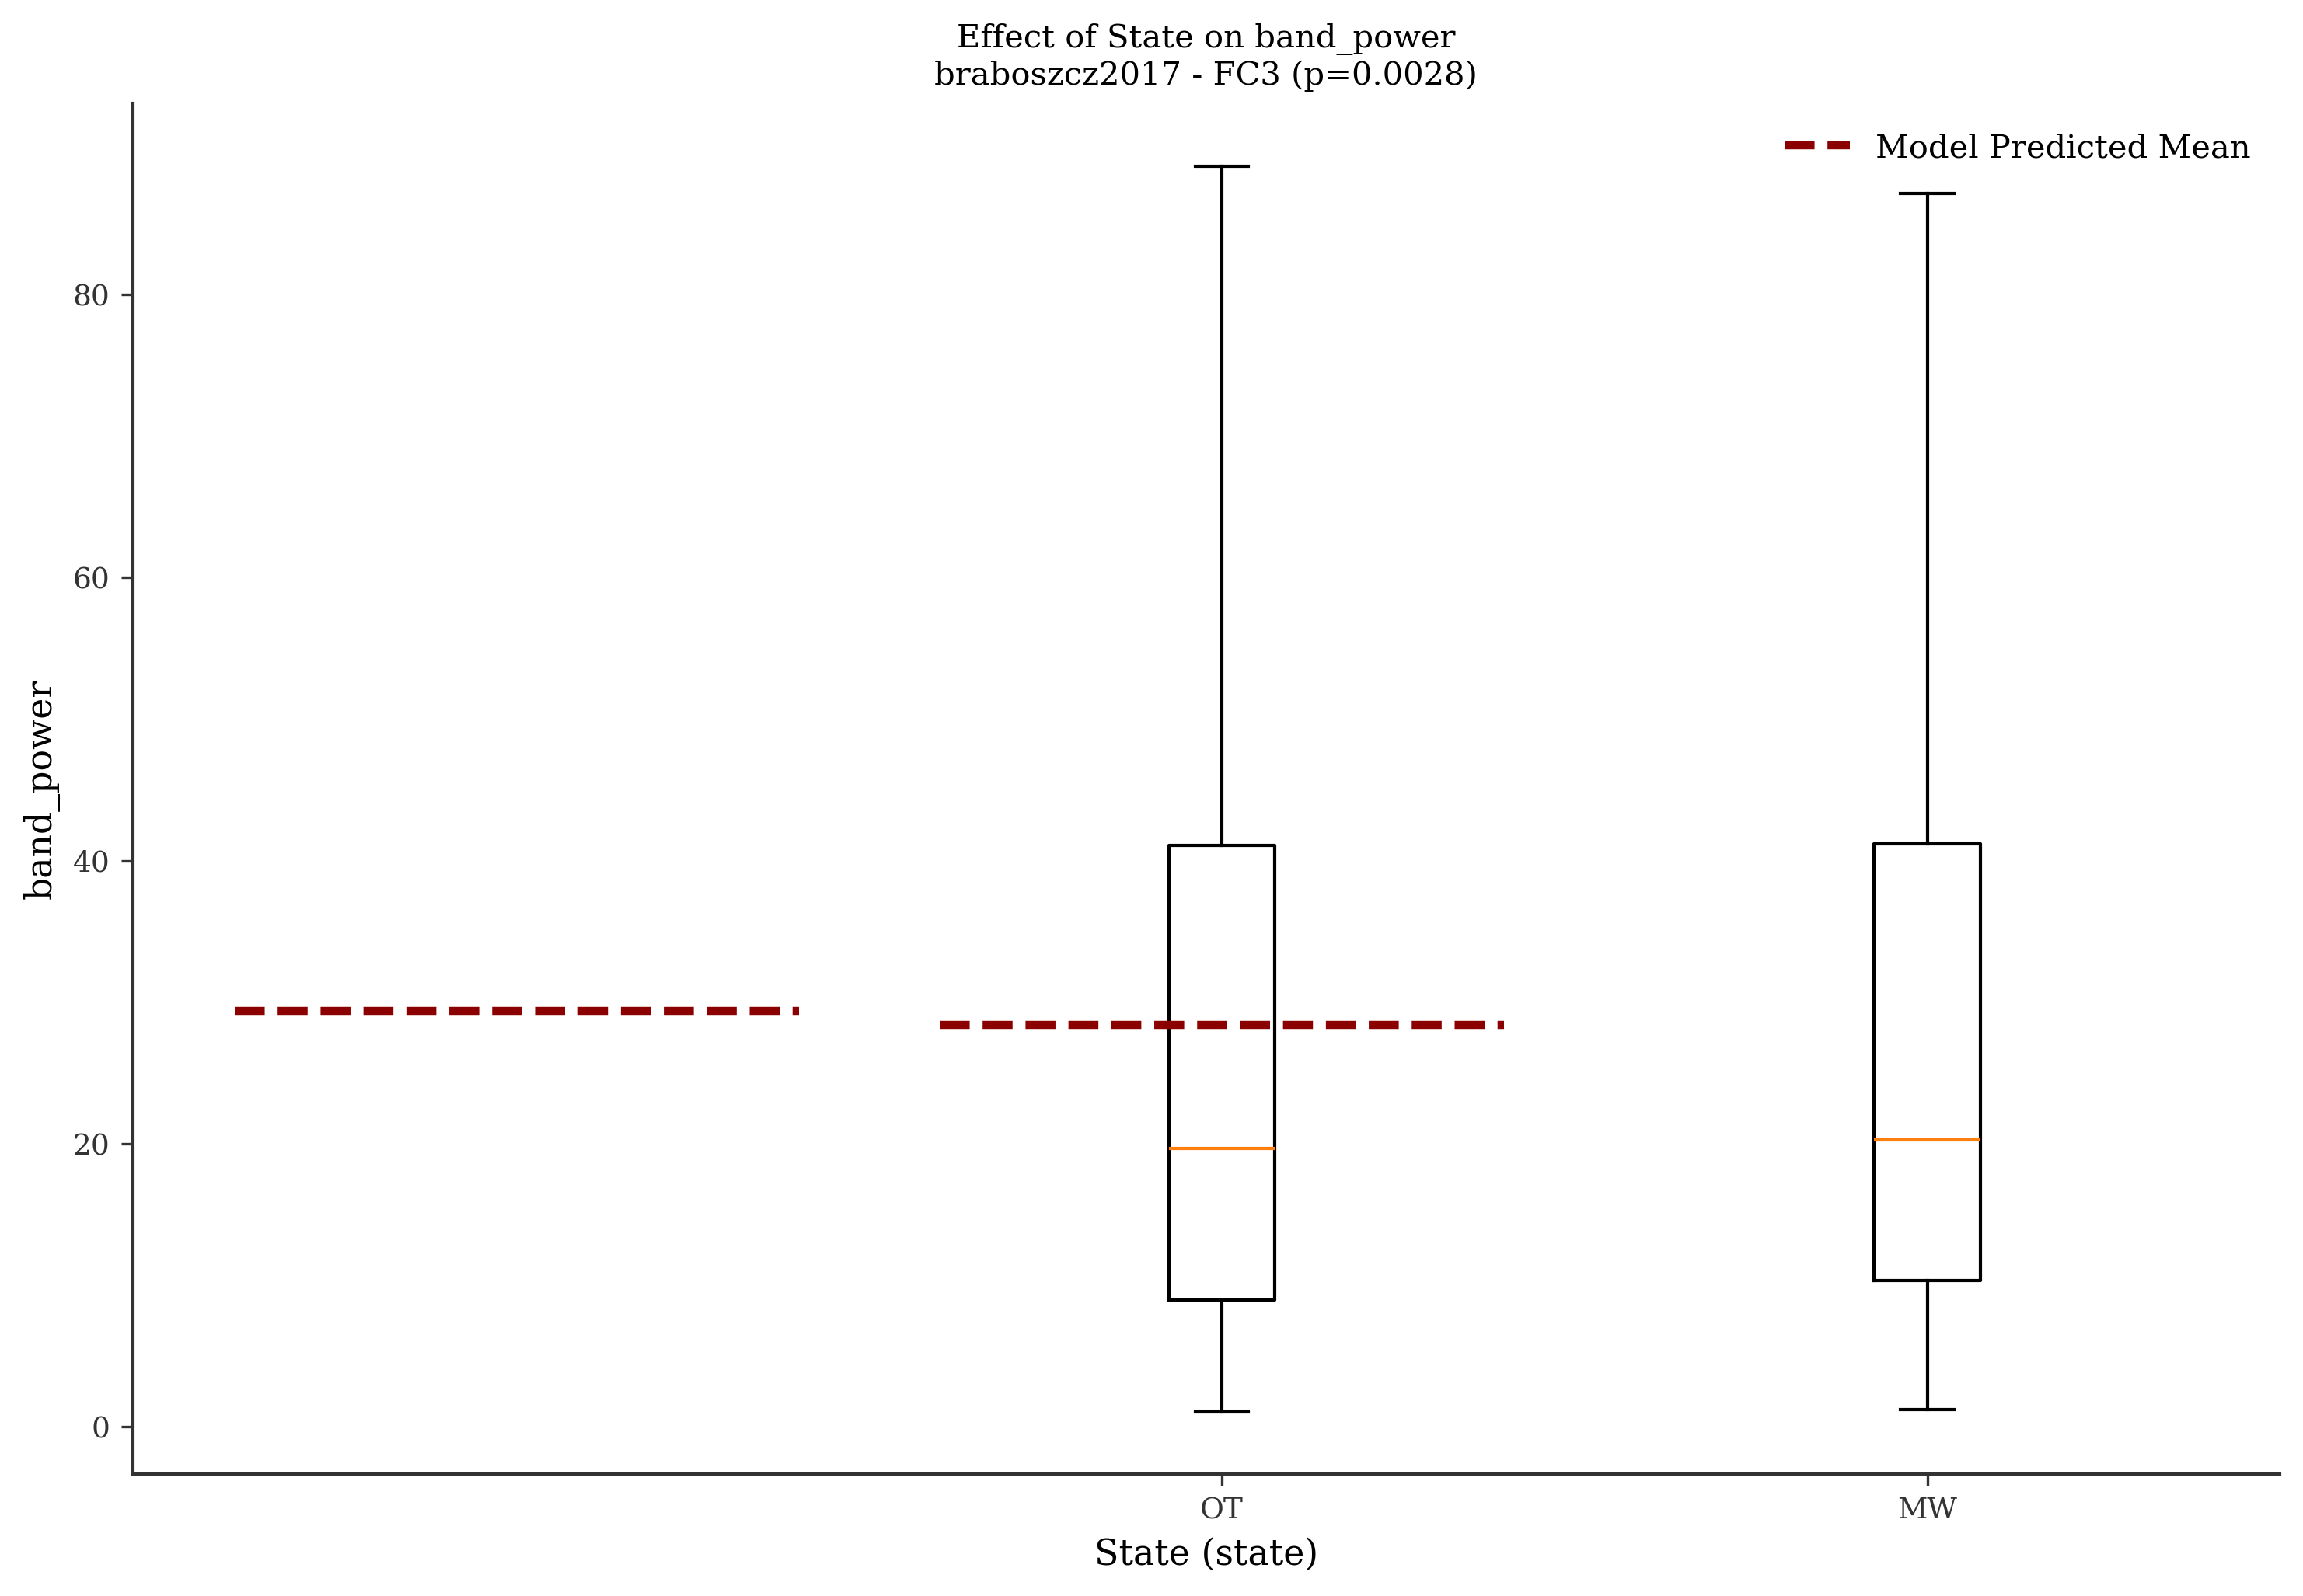 Effect of State on band_power
braboszcz2017 - FC3 (p=0.0028)
Model Predicted Mean
band_power
80
60
40
20
0
OT
MW
State (state)